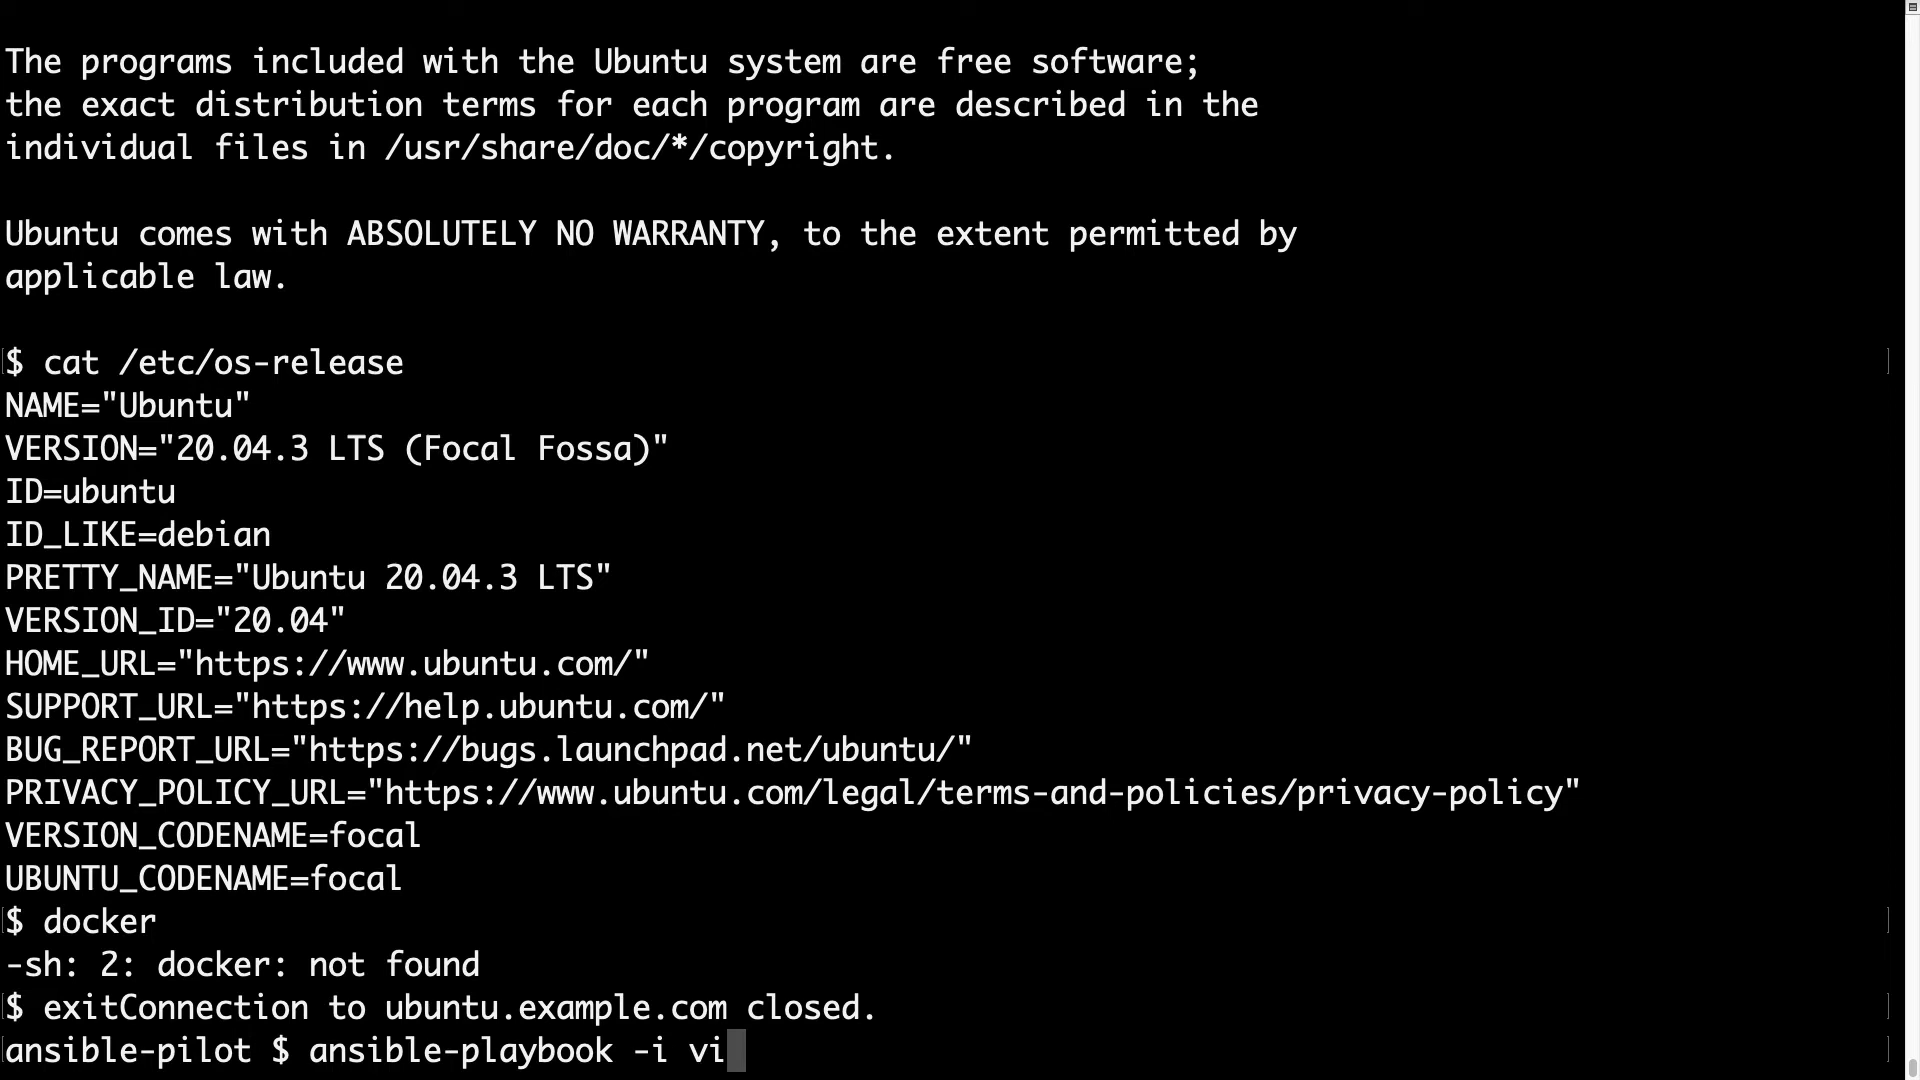 The programs included with the Ubuntu system are free software;
the exact distribution terms for each program are described in the
individual files in /usr/share/doc/*/copyright.
Ubuntu comes with ABSOLUTELY NO WARRANTY, to the extent permitted by
applicable law.
$ cat /etc/os-release
NAME="Ubuntu"
VERSION="20.04.3 LTS (Focal Fossa)"
ID=ubuntu
ID_LIKE=debian
PRETTY_NAME="Ubuntu 20.04.3 LTS"
VERSION_ID="20.04"
HOME_URL="https://www.ubuntu.com/"
SUPPORT_URL="https://help.ubuntu.com/"
BUG_REPORT_URL="https://bugs.launchpad.net/ubuntu/"
PRIVACY_POLICY_URL="https://www.ubuntu.com/legal/terms-and-policies/privacy-policy"
VERSION_CODENAME=focal
UBUNTU_CODENAME=focal
$ docker
-sh: 2: docker: not found
$ exitConnection to ubuntu.example.com closed.
ansible-pilot $ ansible-playbook -i vi